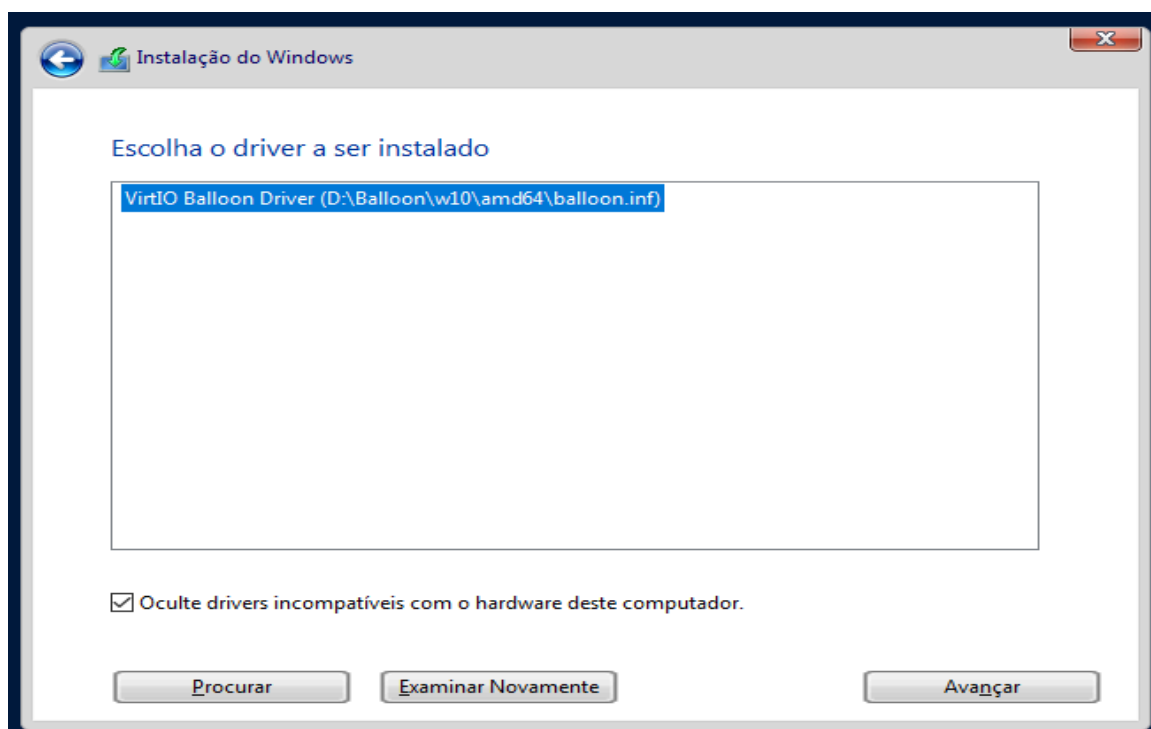 Instalação do Windows
Escolha o driver a ser instalado
VirtIO Balloon Driver (D:\Balloon\w10\amd64\balloon.inf)
Oculte drivers incompatíveis com o hardware deste computador.
Procurar
Examinar Novamente
Avançar